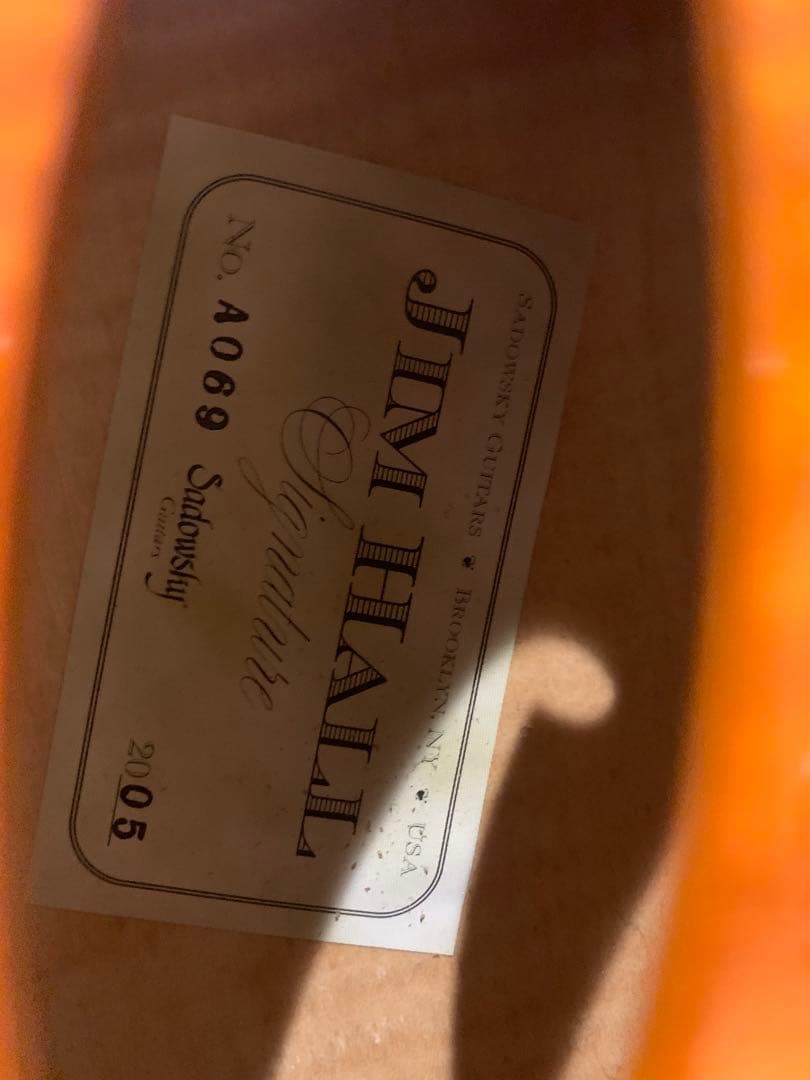 SADOWSKY GUITARS ❦ BROOKLYN, NY ❦ USA
JIM HALL
Signature
No. A069 Sadowsky Guitars 2005